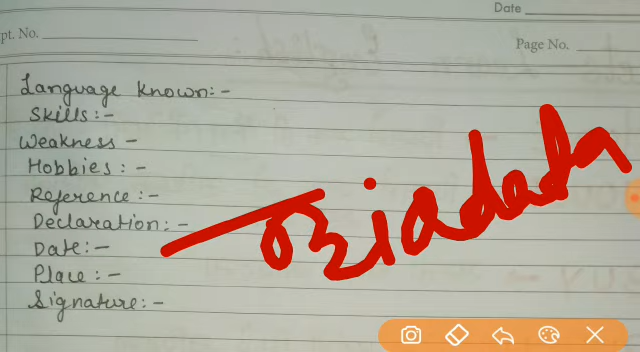 Date
pt. No.
Page No.
Language known:-
Skills:-
Weakness -
Hobbies:-
Reference:-
Declaration:-
Date:-
Place:-
Signature:-